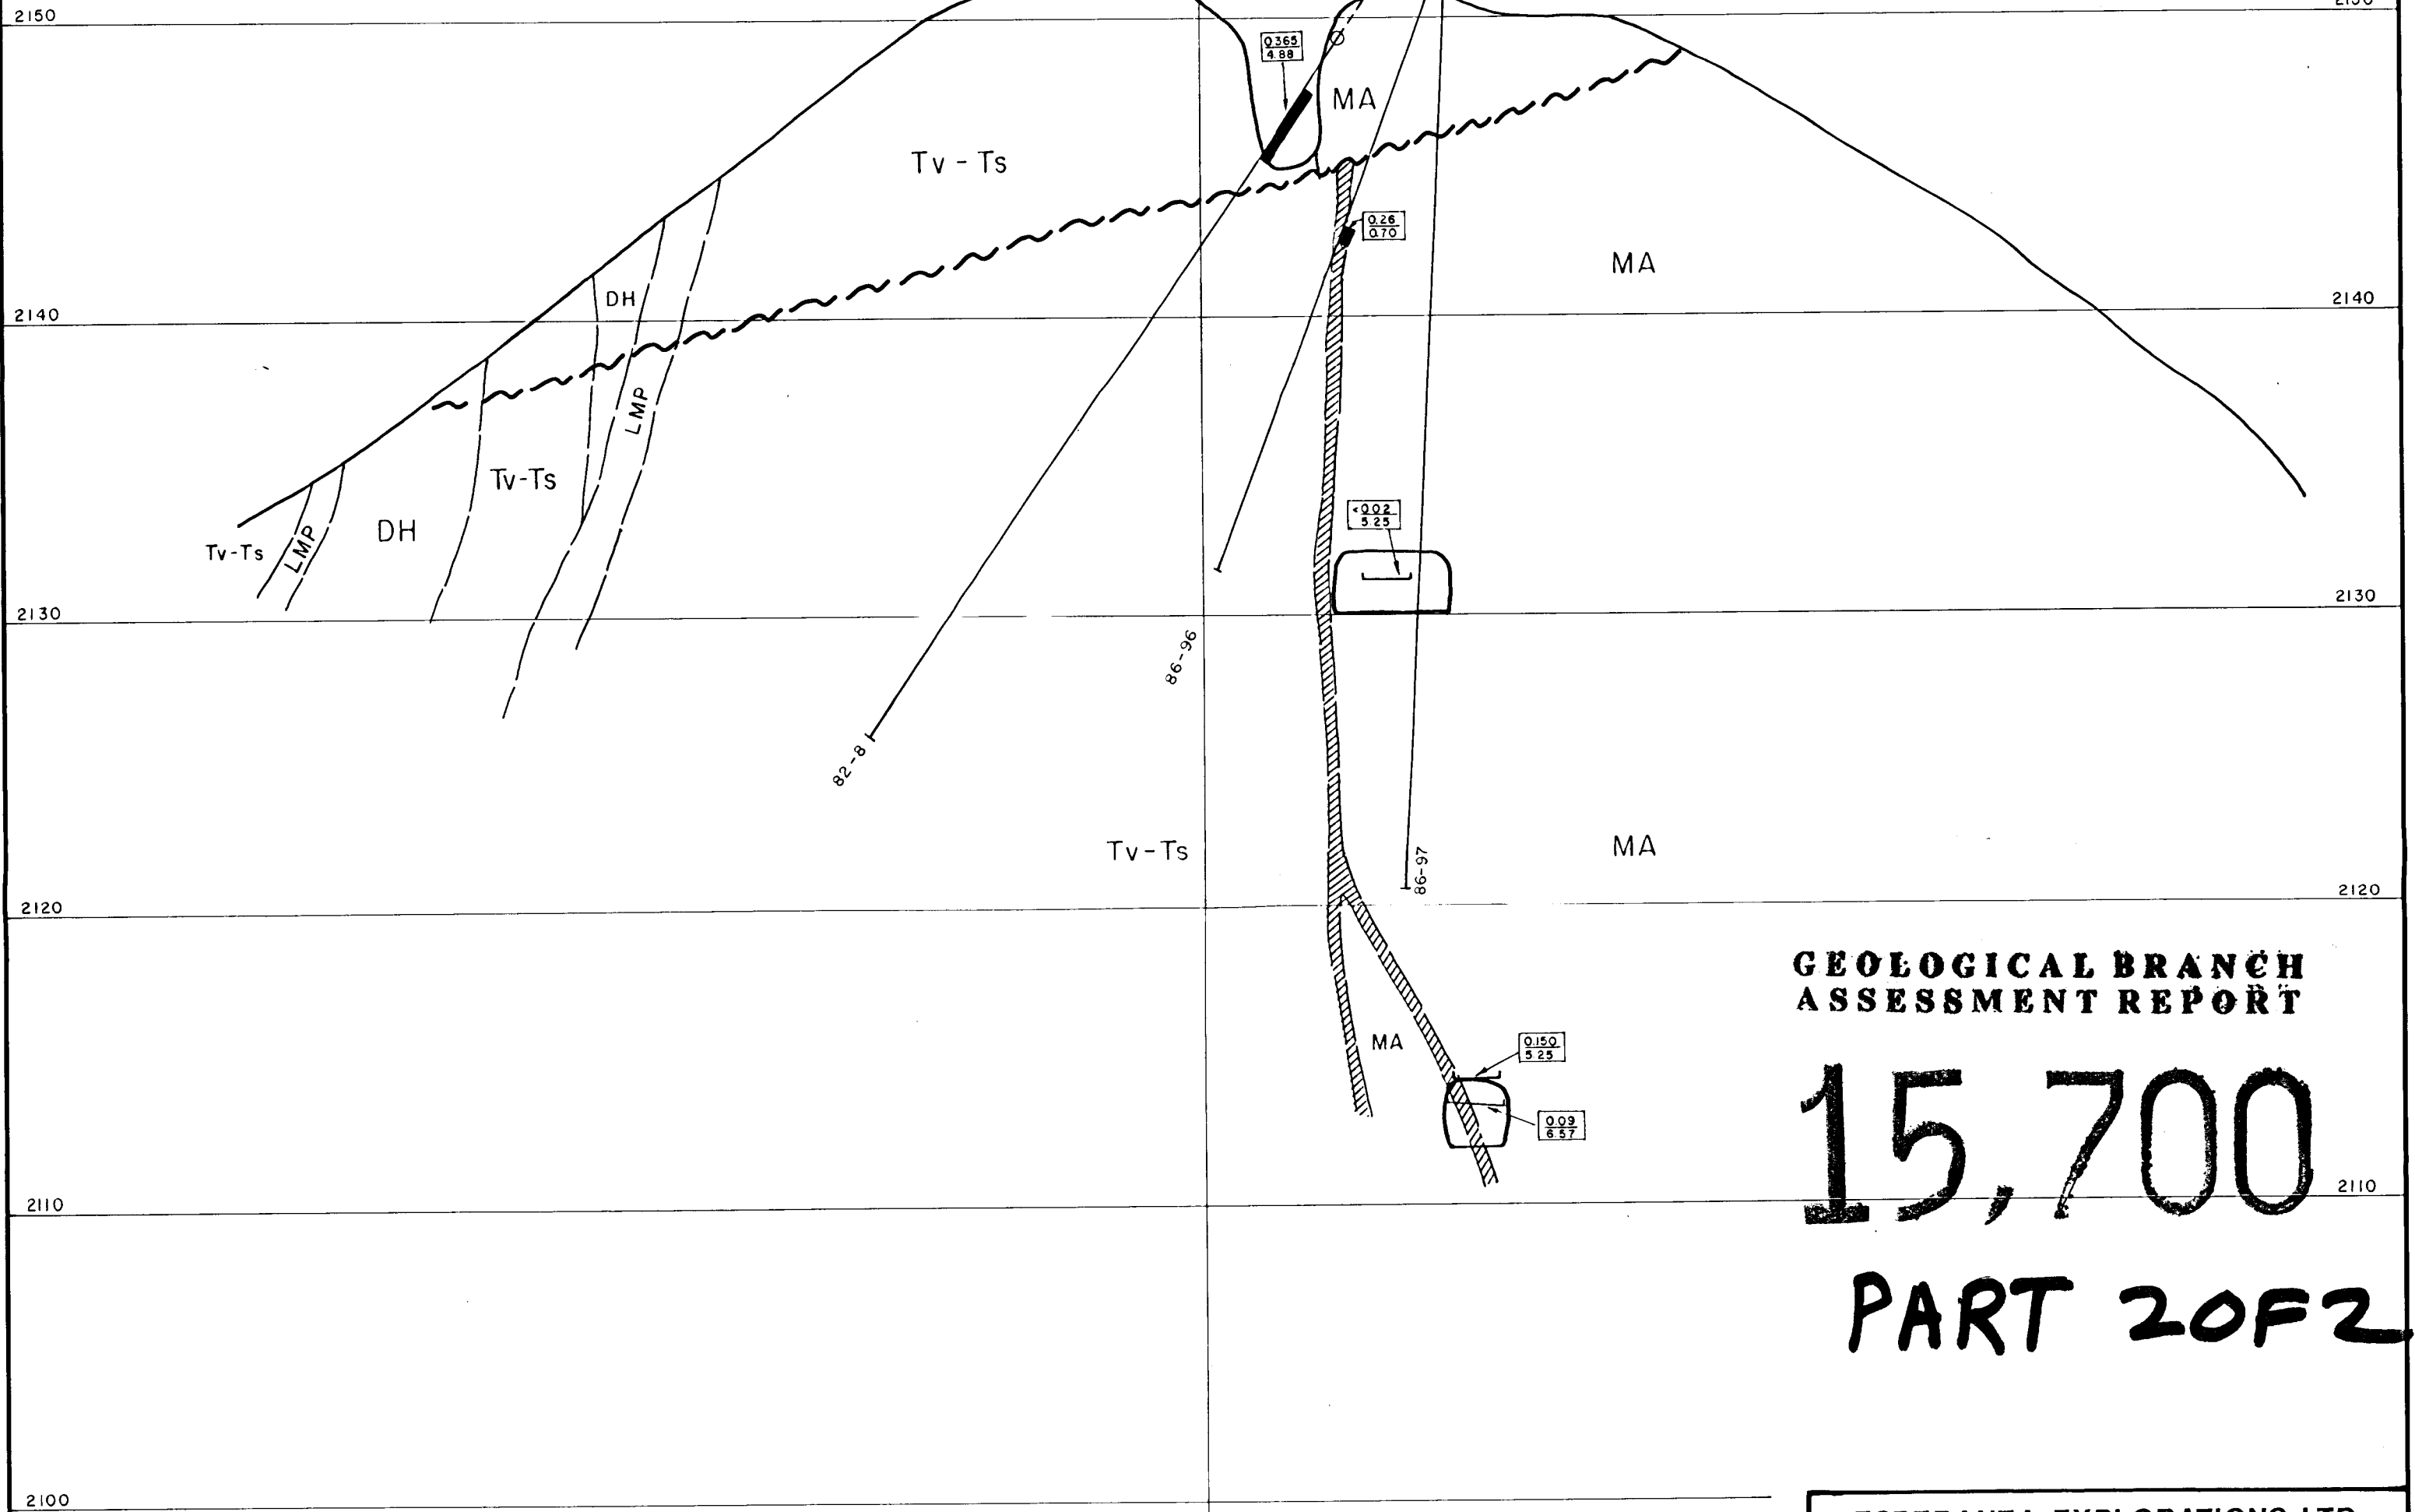 2150
0.365
4.88
MA
Tv - Ts
0.26
0.70
MA
DH
2140
2140
LMP
Tv-Ts
<0.02
5.25
DH
Tv-Ts
LMP
2130
2130
86-96
82-8
Tv-Ts
MA
86-97
2120
2120
GEOLOGICAL BRANCH
ASSESSMENT REPORT
MA
0.150
5.25
15,700
0.09
6.57
2110
2110
PART 2OF2
2100